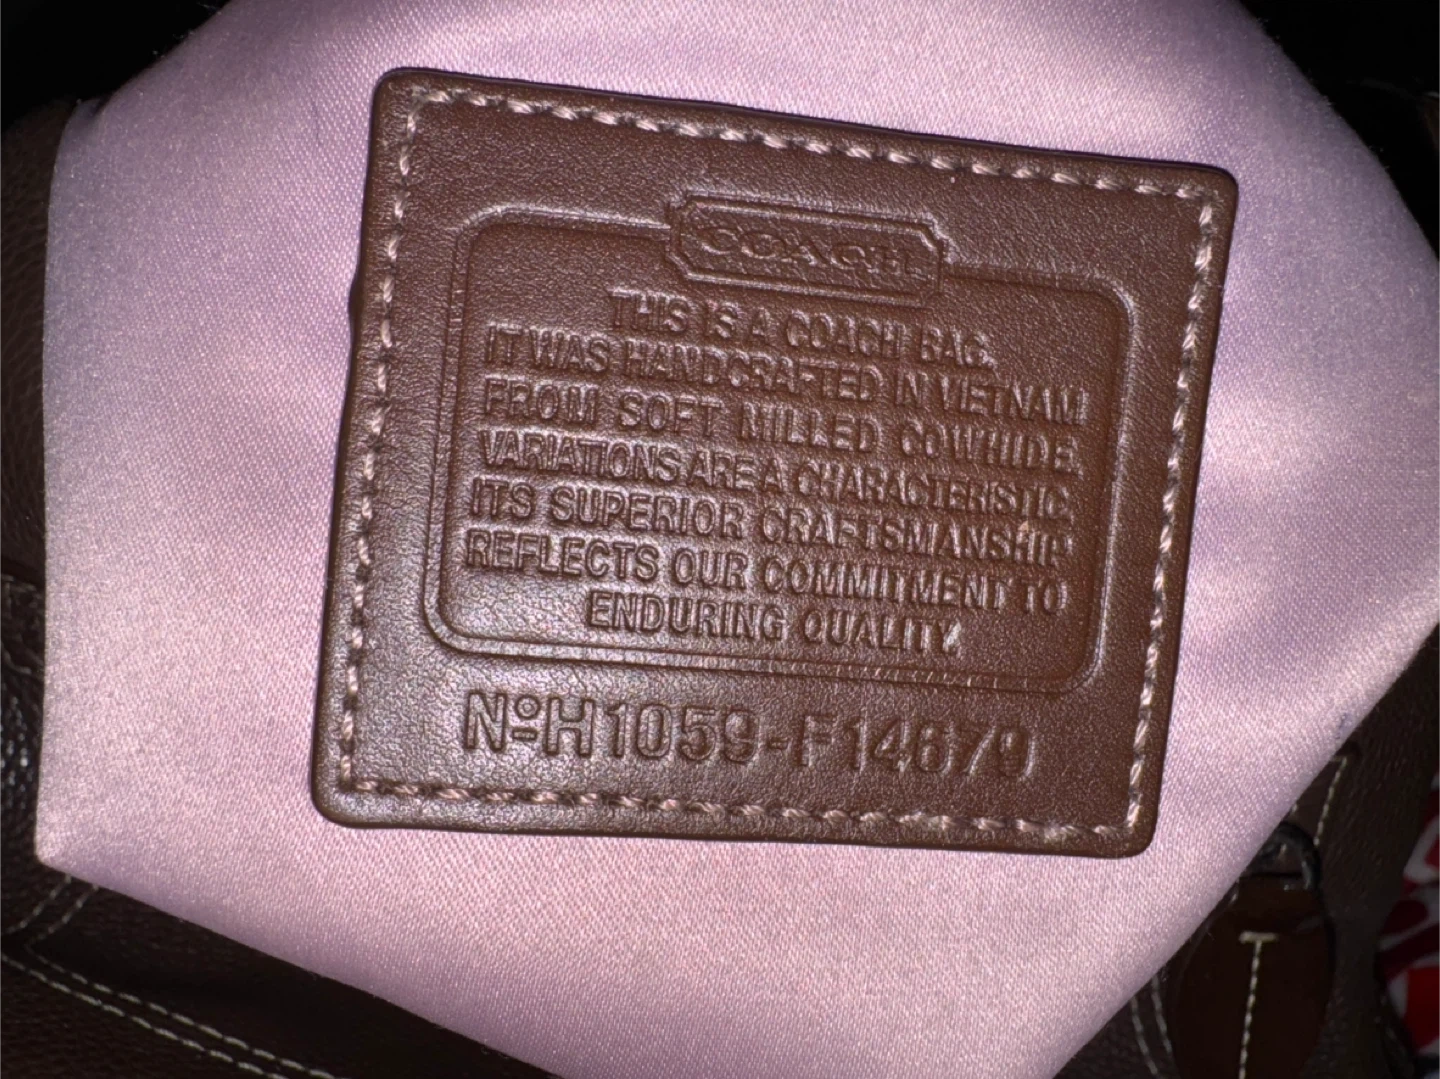 COACH
THIS IS A COACH BAG.
IT WAS HANDCRAFTED IN VIETNAM
FROM SOFT MILLED COWHIDE.
VARIATIONS ARE A CHARACTERISTIC.
ITS SUPERIOR CRAFTSMANSHIP
REFLECTS OUR COMMITMENT TO
ENDURING QUALITY.
NºH1059-F14679